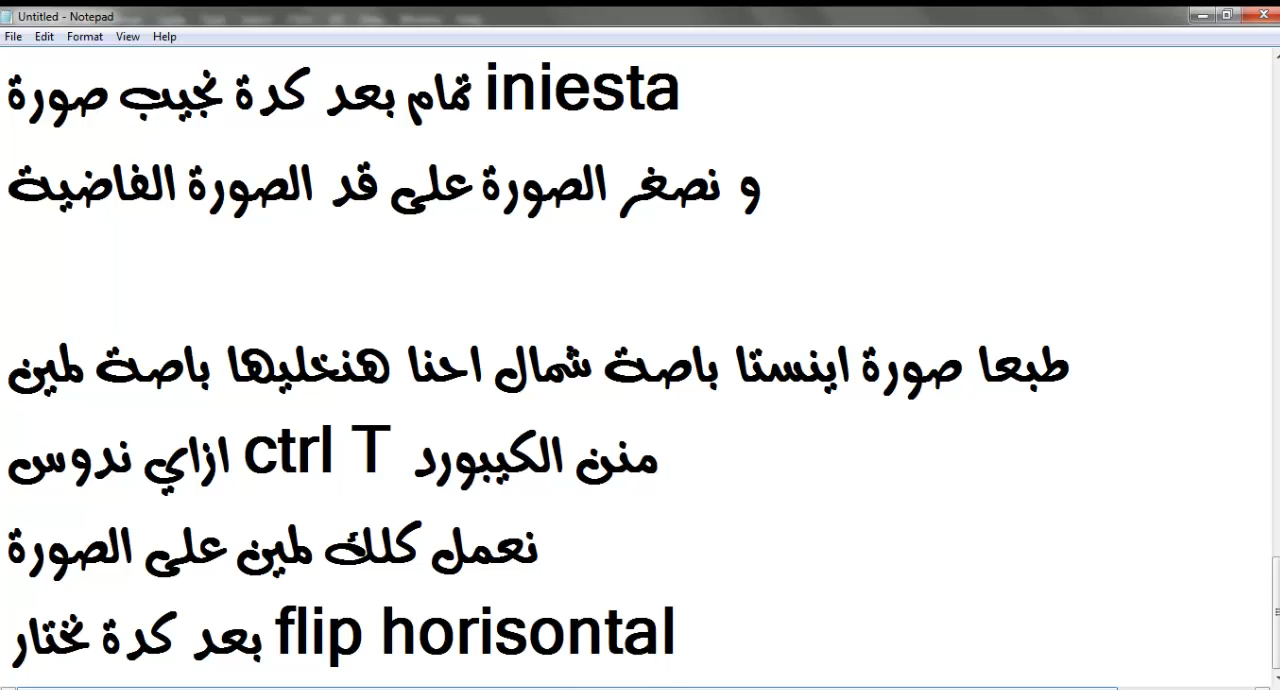 Untitled - Notepad
File Edit Format View Help
تمام بعد كدة نجيب صورة iniesta
و نصغر الصورة على قد الصورة الفاضية
طبعا صورة اينستا باصة شمال احنا هنخليها باصة لمين
ازاي ندوس ctrl T منن الكيبورد
نعمل كلك لمين على الصورة
بعد كدة نختار flip horisontal